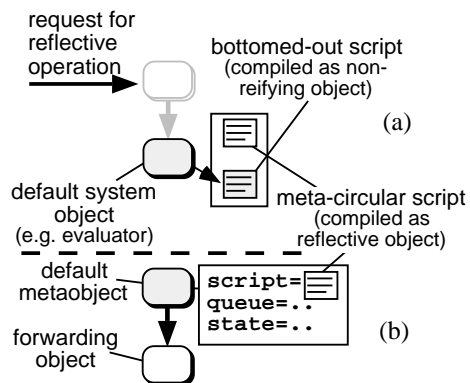 request for
reflective
operation
bottomed-out script
(compiled as non-
reifying object)
(a)
default system
object
(e.g. evaluator)
meta-circular script
(compiled as
reflective object)
default
metaobject
script=
queue=..
state=..
(b)
forwarding
object